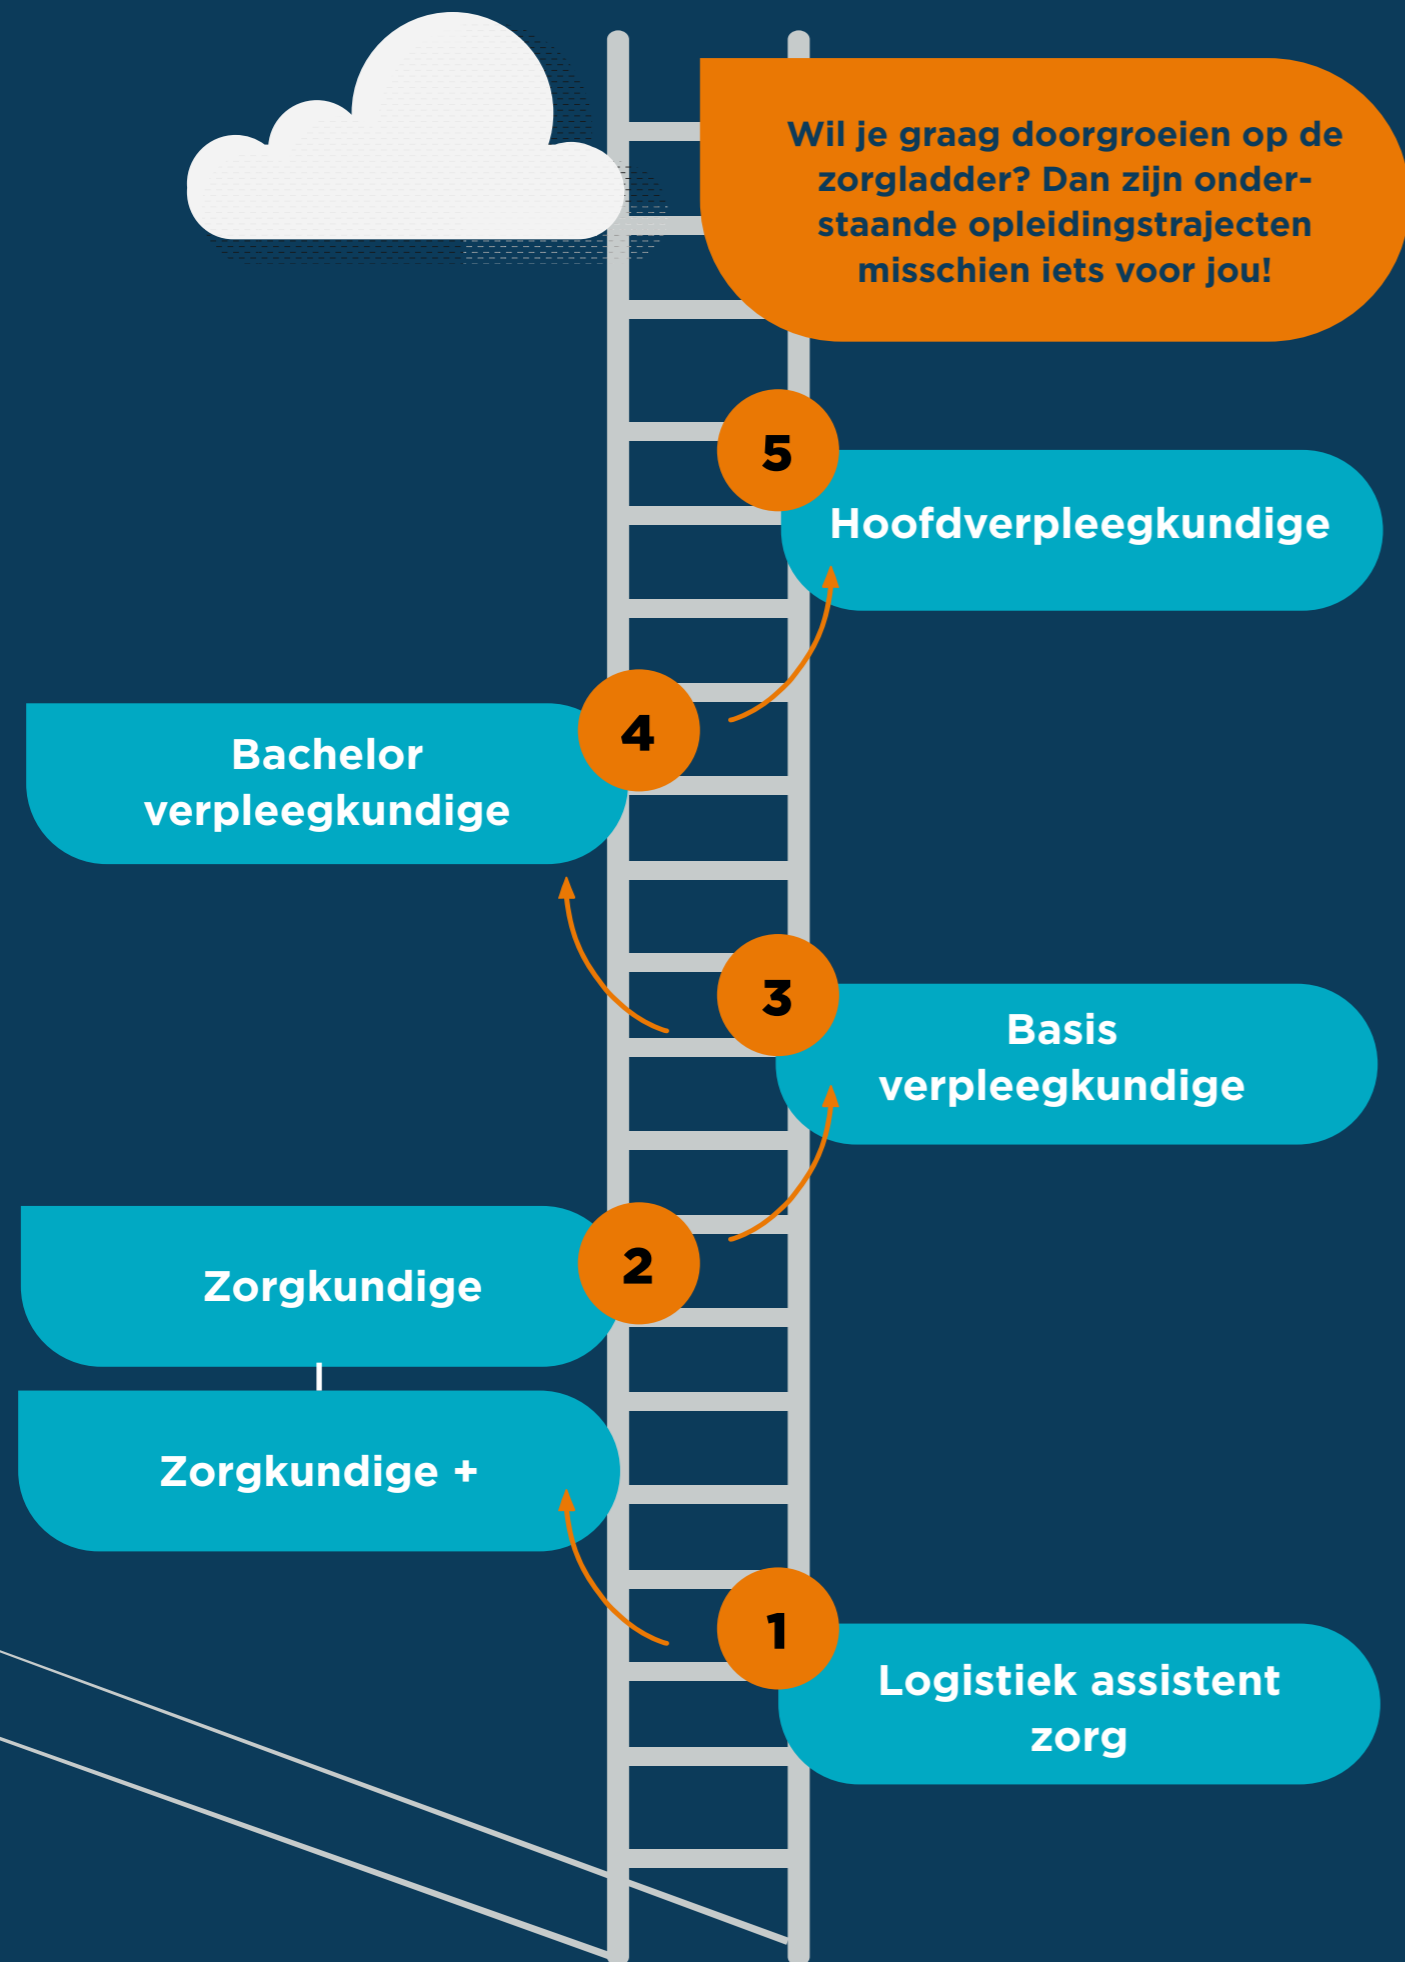 Wil je graag doorgroeien op de
zorgladder? Dan zijn onder-
staande opleidingstrajecten
misschien iets voor jou!
5
Hoofdverpleegkundige
4
Bachelor
verpleegkundige
3
Basis
verpleegkundige
2
Zorgkundige
Zorgkundige +
1
Logistiek assistent
zorg